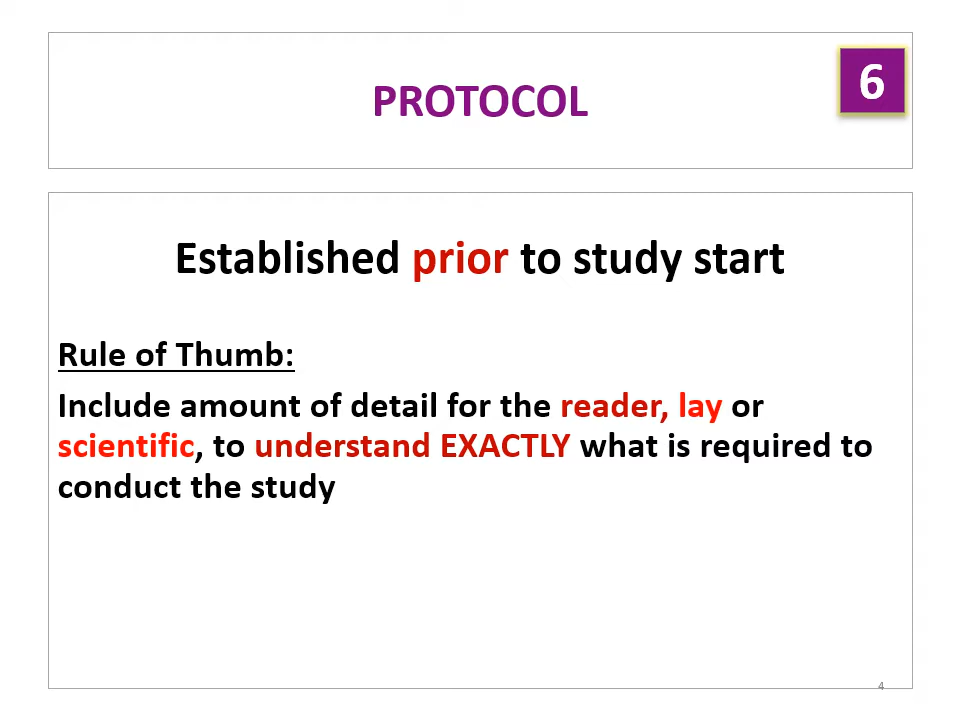 PROTOCOL
6
Established prior to study start
Rule of Thumb:
Include amount of detail for the reader, lay or
scientific, to understand EXACTLY what is required to
conduct the study
4